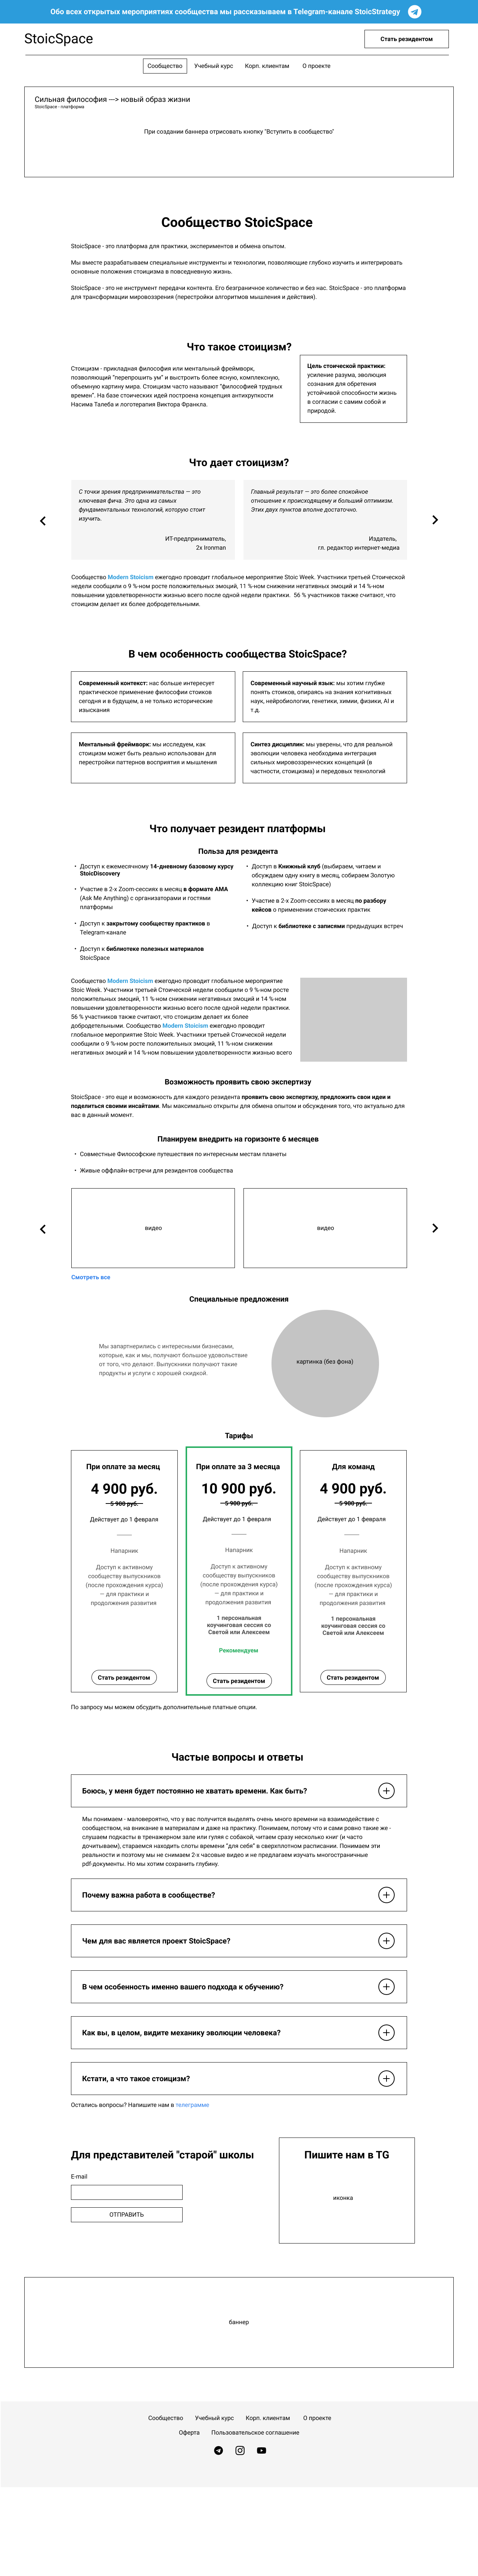 Обо всех открытых мероприятиях сообщества мы рассказываем в Telegram-канале StoicStrategy
StoicSpace
Стать резидентом
Сообщество Учебный курс Корп. клиентам О проекте
Сильная философия —> новый образ жизни
StoicSpace - платформа
При создании баннера отрисовать кнопку "Вступить в сообщество"
Сообщество StoicSpace
StoicSpace - это платформа для практики, экспериментов и обмена опытом.
Мы вместе разрабатываем специальные инструменты и технологии, позволяющие глубоко изучить и интегрировать
основные положения стоицизма в повседневную жизнь.
StoicSpace - это не инструмент передачи контента. Его безграничное количество и без нас. StoicSpace - это платформа
для трансформации мировоззрения (перестройки алгоритмов мышления и действия).
Что такое стоицизм?
Стоицизм - прикладная философия или ментальный фреймворк,
позволяющий "перепрошить ум" и выстроить более ясную, комплексную,
объемную картину мира. Стоицизм часто называют "философией трудных
времен". На базе стоических идей построена концепция антихрупкости
Насима Талеба и логотерапия Виктора Франкла.
Цель стоической практики:
усиление разума, эволюция
сознания для обретения
устойчивой способности жизнь
в согласии с самим собой и
природой.
Что дает стоицизм?
С точки зрения предпринимательства — это
ключевая фича. Это одна из самых
фундаментальных технологий, которую стоит
изучить.
ИТ-предприниматель,
2x Ironman
Главный результат — это более спокойное
отношение к происходящему и больший оптимизм.
Этих двух пунктов вполне достаточно.
Издатель,
гл. редактор интернет-медиа
Сообщество Modern Stoicism ежегодно проводит глобальное мероприятие Stoic Week. Участники третьей Стоической
недели сообщили о 9 %-ном росте положительных эмоций, 11 %-ном снижении негативных эмоций и 14 %-ном
повышении удовлетворенности жизнью всего после одной недели практики. 56 % участников также считают, что
стоицизм делает их более добродетельными.
В чем особенность сообщества StoicSpace?
Современный контекст: нас больше интересует
практическое применение философии стоиков
сегодня и в будущем, а не только исторические
изыскания
Современный научный язык: мы хотим глубже
понять стоиков, опираясь на знания когнитивных
наук, нейробиологии, генетики, химии, физики, AI и
т.д.
Ментальный фреймворк: мы исследуем, как
стоицизм может быть реально использован для
перестройки паттернов восприятия и мышления
Синтез дисциплин: мы уверены, что для реальной
эволюции человека необходима интеграция
сильных мировоззренческих концепций (в
частности, стоицизма) и передовых технологий
Что получает резидент платформы
Польза для резидента
• Доступ к ежемесячному 14-дневному базовому курсу
StoicDiscovery
• Участие в 2-х Zoom-сессиях в месяц в формате AMA
(Ask Me Anything) с организаторами и гостями
платформы
• Доступ к закрытому сообществу практиков в
Telegram-канале
• Доступ к библиотеке полезных материалов
StoicSpace
• Доступ в Книжный клуб (выбираем, читаем и
обсуждаем одну книгу в месяц, собираем Золотую
коллекцию книг StoicSpace)
• Участие в 2-х Zoom-сессиях в месяц по разбору
кейсов о применении стоических практик
• Доступ к библиотеке с записями предыдущих встреч
Сообщество Modern Stoicism ежегодно проводит глобальное мероприятие
Stoic Week. Участники третьей Стоической недели сообщили о 9 %-ном росте
положительных эмоций, 11 %-ном снижении негативных эмоций и 14 %-ном
повышении удовлетворенности жизнью всего после одной недели практики.
56 % участников также считают, что стоицизм делает их более
добродетельными. Сообщество Modern Stoicism ежегодно проводит
глобальное мероприятие Stoic Week. Участники третьей Стоической недели
сообщили о 9 %-ном росте положительных эмоций, 11 %-ном снижении
негативных эмоций и 14 %-ном повышении удовлетворенности жизнью всего
Возможность проявить свою экспертизу
StoicSpace - это еще и возможность для каждого резидента проявить свою экспертизу, предложить свои идеи и
поделиться своими инсайтами. Мы максимально открыты для обмена опытом и обсуждения того, что актуально для
вас в данный момент.
Планируем внедрить на горизонте 6 месяцев
• Совместные Философские путешествия по интересным местам планеты
• Живые оффлайн-встречи для резидентов сообщества
видео
видео
Смотреть все
Специальные предложения
Мы запартнерились с интересными бизнесами,
которые, как и мы, получают большое удовольствие
от того, что делают. Выпускники получают такие
продукты и услуги с хорошей скидкой.
картинка (без фона)
Тарифы
При оплате за месяц
4 900 руб.
5 900 руб.
Действует до 1 февраля
Напарник
Доступ к активному
сообществу выпускников
(после прохождения курса)
— для практики и
продолжения развития
Стать резидентом
При оплате за 3 месяца
10 900 руб.
5 900 руб.
Действует до 1 февраля
Напарник
Доступ к активному
сообществу выпускников
(после прохождения курса)
— для практики и
продолжения развития
1 персональная
коучинговая сессия со
Светой или Алексеем
Рекомендуем
Стать резидентом
Для команд
4 900 руб.
5 900 руб.
Действует до 1 февраля
Напарник
Доступ к активному
сообществу выпускников
(после прохождения курса)
— для практики и
продолжения развития
1 персональная
коучинговая сессия со
Светой или Алексеем
Стать резидентом
По запросу мы можем обсудить дополнительные платные опции.
Частые вопросы и ответы
Боюсь, у меня будет постоянно не хватать времени. Как быть?
Мы понимаем - маловероятно, что у вас получится выделять очень много времени на взаимодействие с
сообществом, на вникание в материалам и даже на практику. Понимаем, потому что и сами ровно такие же -
слушаем подкасты в тренажерном зале или гуляя с собакой, читаем сразу несколько книг (и часто
дочитываем), стараемся находить слоты времени "для себя" в сверхплотном расписании. Понимаем эти
реальности и поэтому мы не снимаем 2-х часовые видео и не предлагаем изучать многостраничные
pdf-документы. Но мы хотим сохранить глубину.
Почему важна работа в сообществе?
Чем для вас является проект StoicSpace?
В чем особенность именно вашего подхода к обучению?
Как вы, в целом, видите механику эволюции человека?
Кстати, а что такое стоицизм?
Остались вопросы? Напишите нам в телеграмме
Для представителей "старой" школы
E-mail
ОТПРАВИТЬ
Пишите нам в TG
иконка
баннер
Сообщество Учебный курс Корп. клиентам О проекте
Оферта Пользовательское соглашение